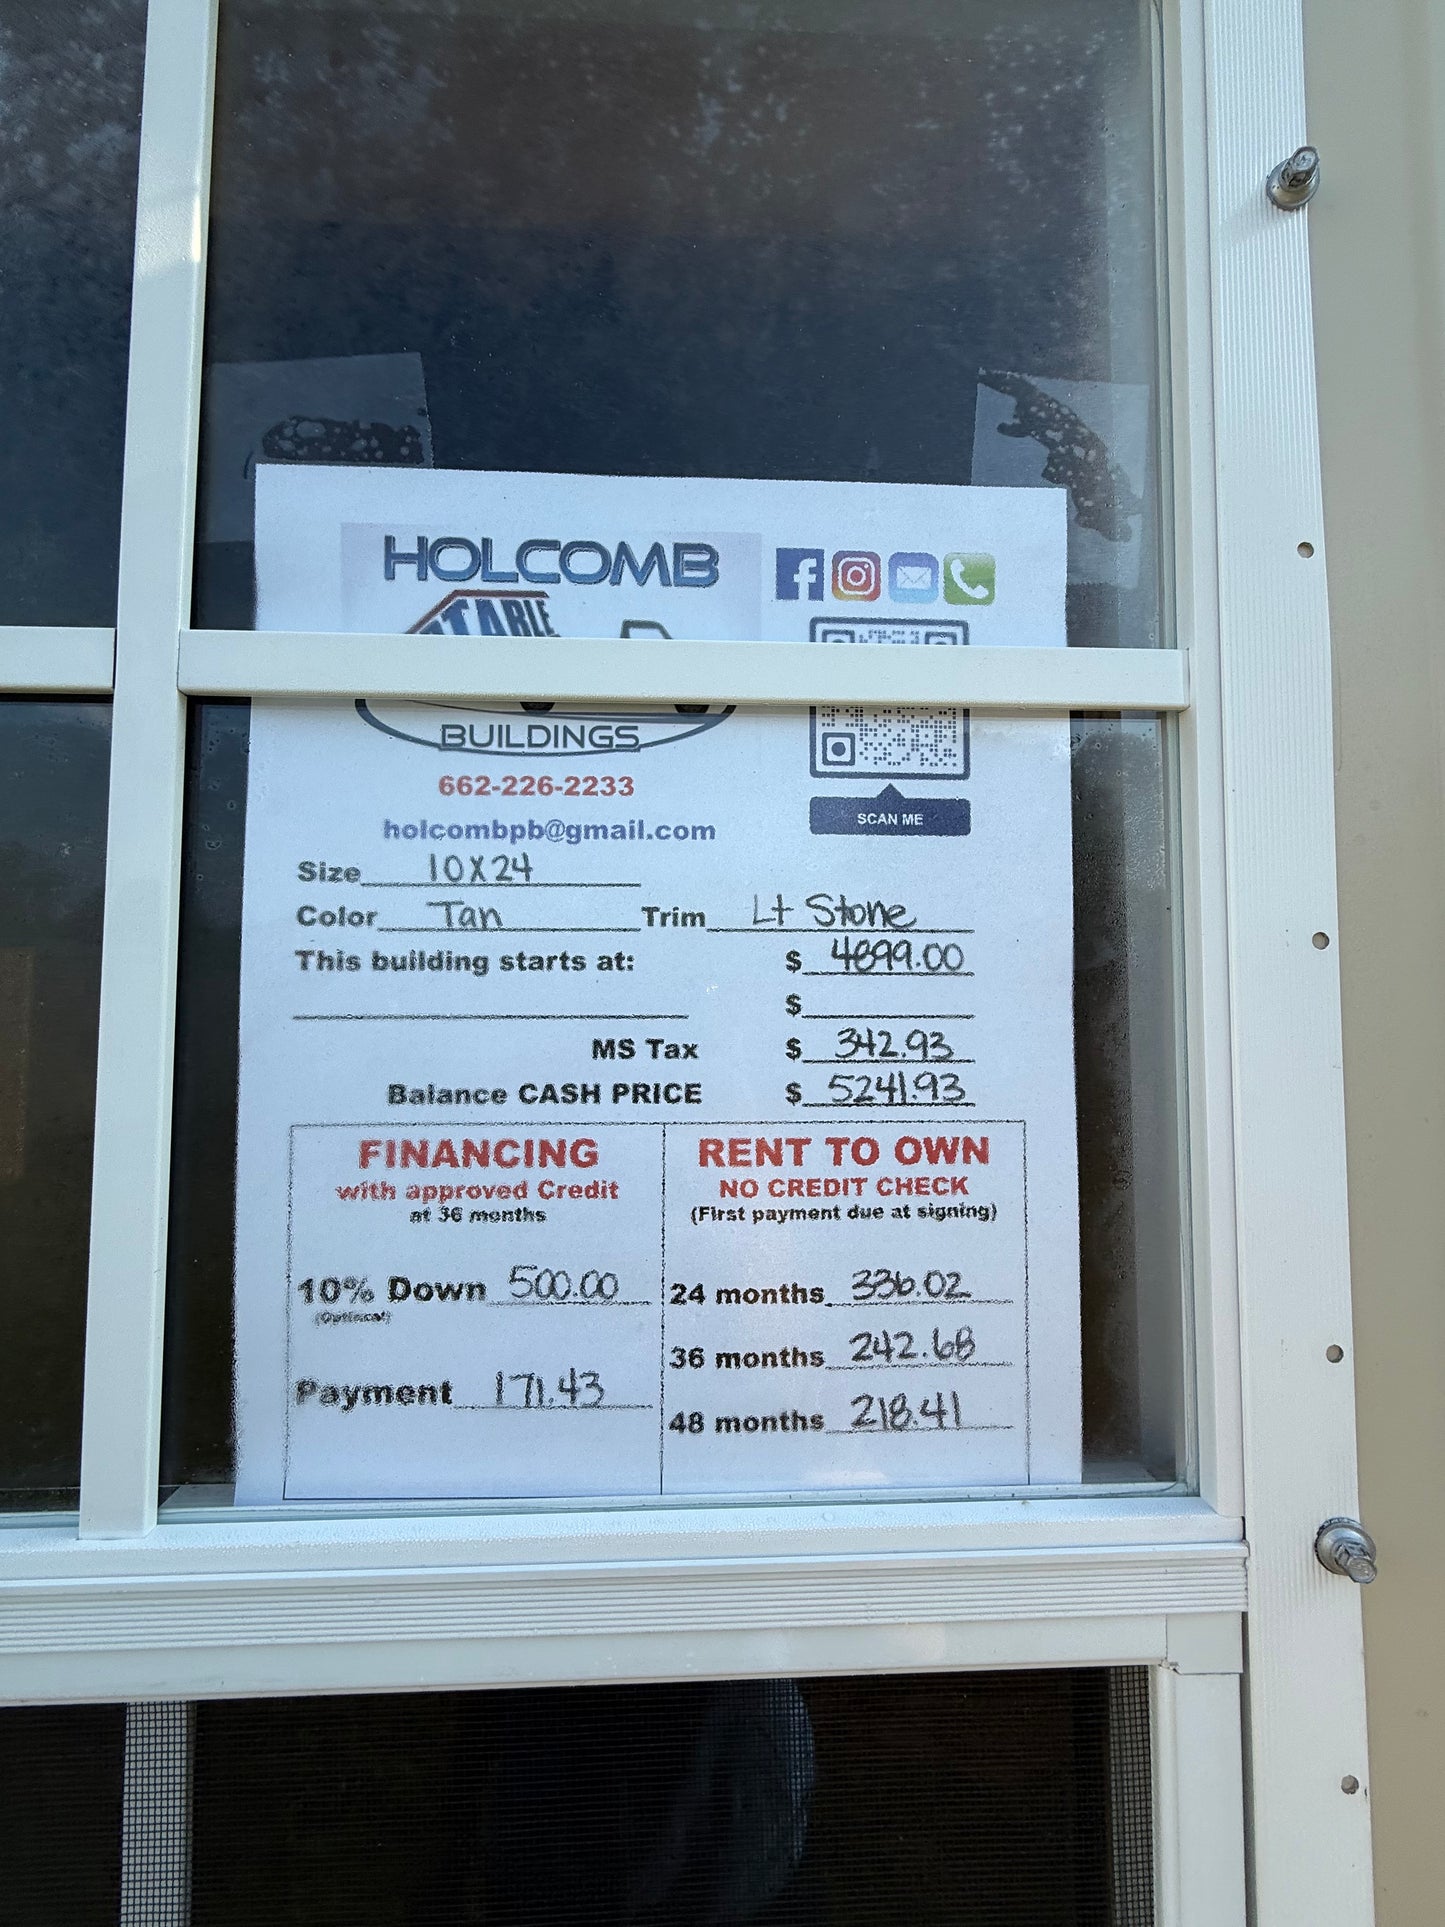 HOLCOMB
BUILDINGS
662-226-2233
holcombpb@gmail.com
SCAN ME
Size 10X24
Color Tan Trim Lt Stone
This building starts at: $ 4899.00
$
MS Tax $ 342.93
Balance CASH PRICE $ 5241.93
FINANCING
with approved Credit
at 36 months
10% Down 500.00
(Optional)
Payment 171.43
RENT TO OWN
NO CREDIT CHECK
(First payment due at signing)
24 months 336.02
36 months 242.68
48 months 218.41